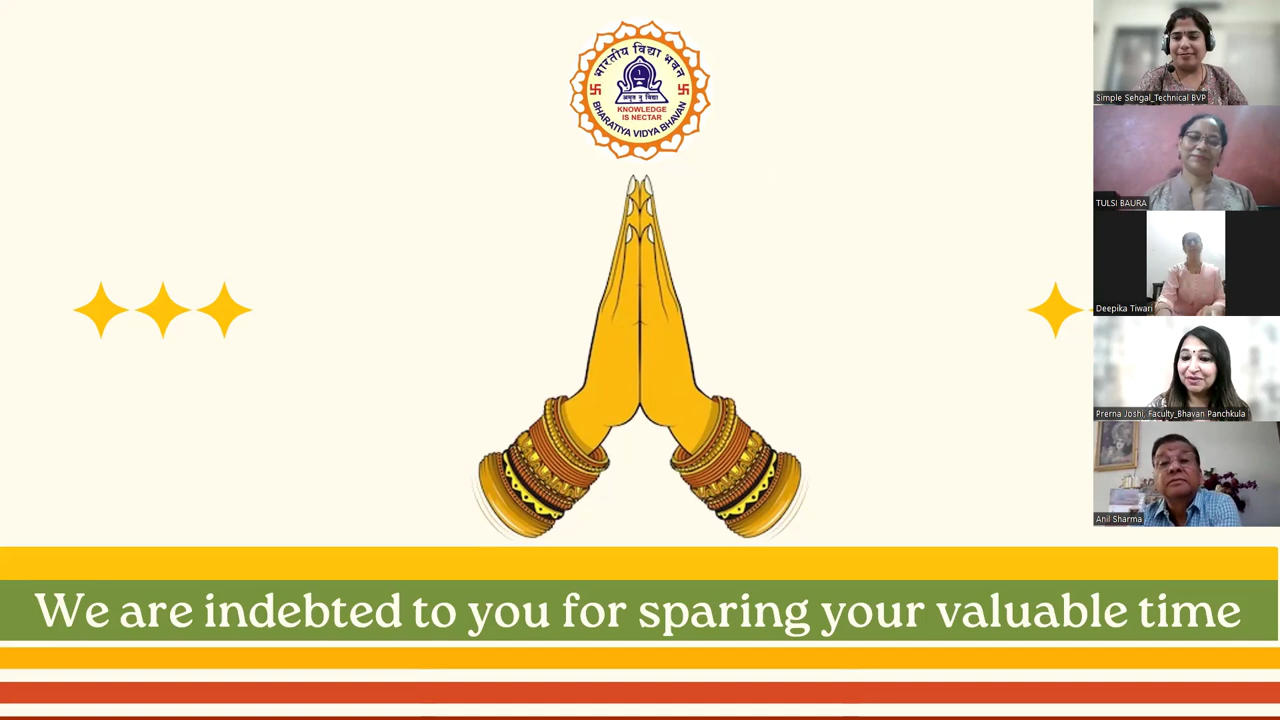 भारतीय विद्या भवन
अमृतं तु विद्या
KNOWLEDGE
IS NECTAR
BHARATIYA VIDYA BHAVAN
Simple Sehgal_Technical BVP
TULSI BAURA
Deepika Tiwari
Prerna Joshi, Faculty_Bhavan Panchkula
Anil Sharma
We are indebted to you for sparing your valuable time